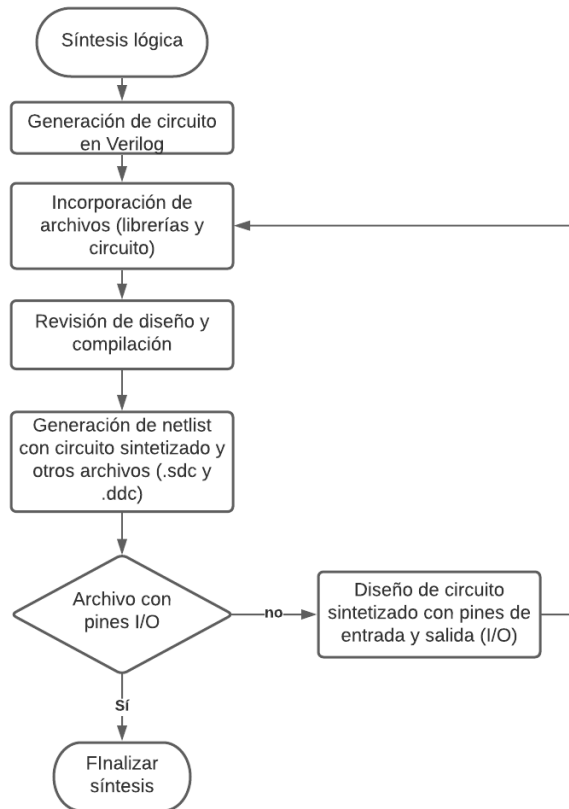 Síntesis lógica
Generación de circuito
en Verilog
Incorporación de
archivos (librerías y
circuito)
Revisión de diseño y
compilación
Generación de netlist
con circuito sintetizado y
otros archivos (.sdc y
.ddc)
Archivo con
pines I/O
no
Diseño de circuito
sintetizado con pines de
entrada y salida (I/O)
Sí
FInalizar
síntesis